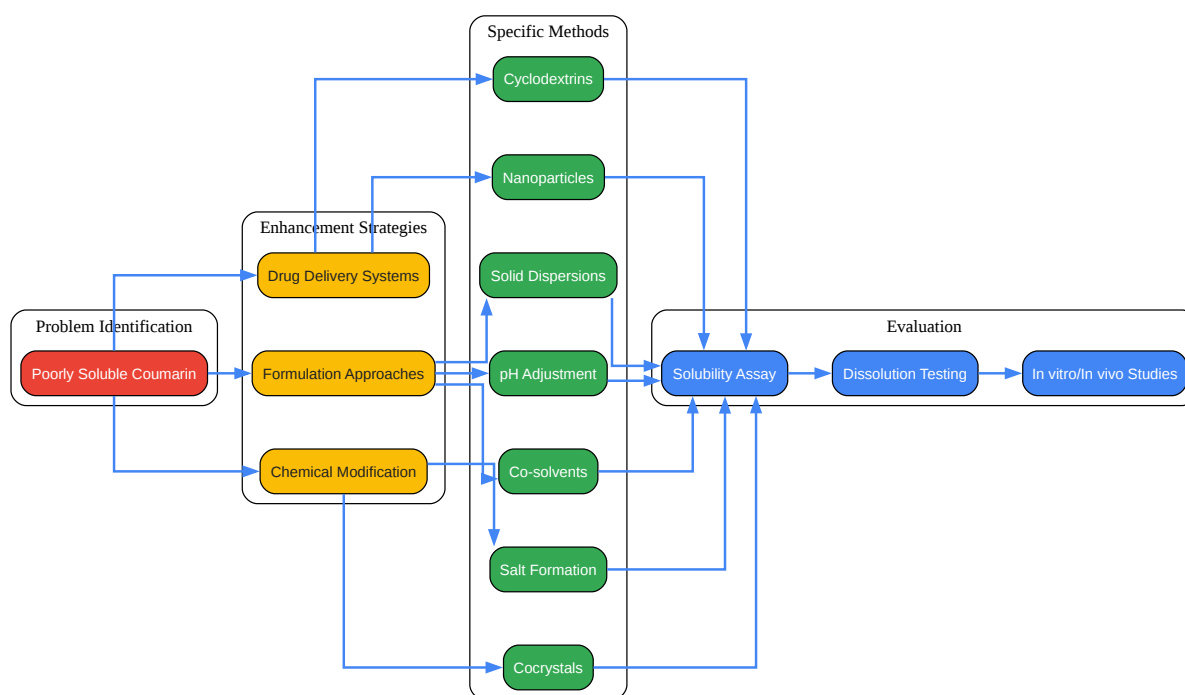 Problem Identification
Poorly Soluble Coumarin
Enhancement Strategies
Drug Delivery Systems
Formulation Approaches
Chemical Modification
Specific Methods
Cyclodextrins
Nanoparticles
Solid Dispersions
pH Adjustment
Co-solvents
Salt Formation
Cocrystals
Evaluation
Solubility Assay
Dissolution Testing
In vitro/In vivo Studies